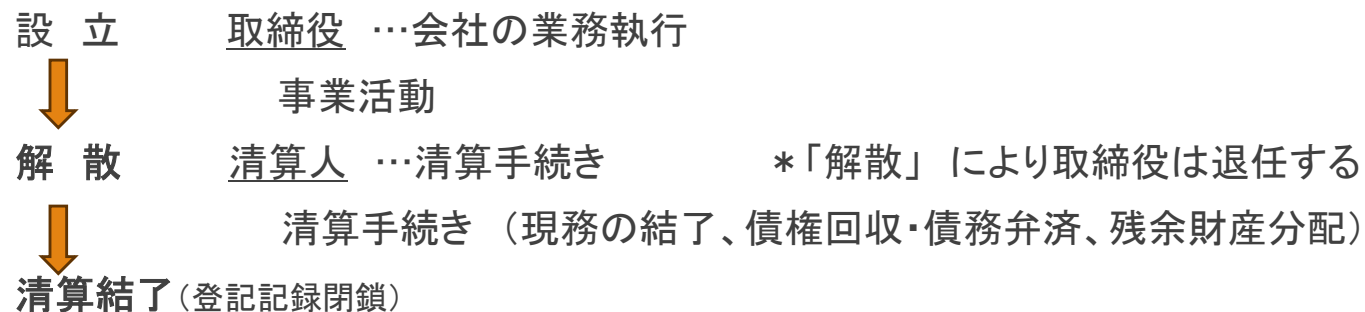 設 立 取締役 …会社の業務執行
事業活動
解 散 清算人 …清算手続き *「解散」 により取締役は退任する
清算手続き （現務の結了、債権回収・債務弁済、残余財産分配）
清算結了（登記記録閉鎖）